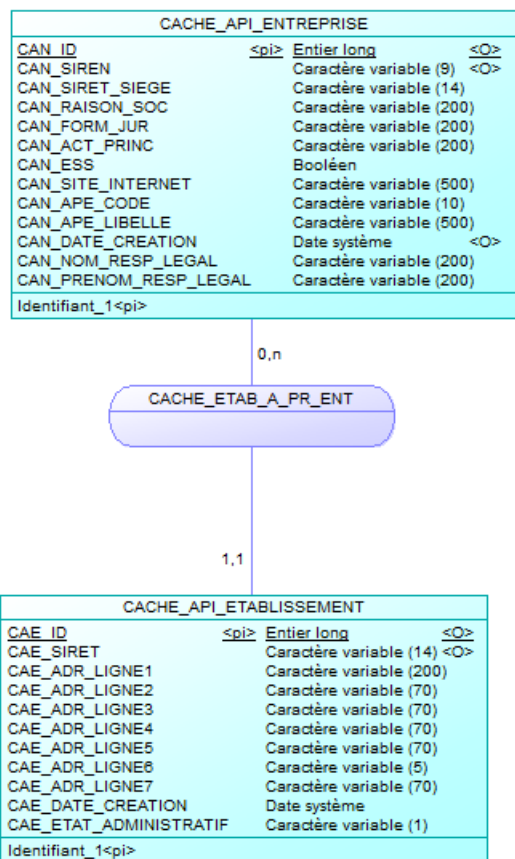 CACHE_API_ENTREPRISE
CAN_ID <pi> Entier long <O>
CAN_SIREN Caractère variable (9) <O>
CAN_SIRET_SIEGE Caractère variable (14)
CAN_RAISON_SOC Caractère variable (200)
CAN_FORM_JUR Caractère variable (200)
CAN_ACT_PRINC Caractère variable (200)
CAN_ESS Booléen
CAN_SITE_INTERNET Caractère variable (500)
CAN_APE_CODE Caractère variable (10)
CAN_APE_LIBELLE Caractère variable (500)
CAN_DATE_CREATION Date système <O>
CAN_NOM_RESP_LEGAL Caractère variable (200)
CAN_PRENOM_RESP_LEGAL Caractère variable (200)
Identifiant_1<pi>
0,n
CACHE_ETAB_A_PR_ENT
1,1
CACHE_API_ETABLISSEMENT
CAE_ID <pi> Entier long <O>
CAE_SIRET Caractère variable (14) <O>
CAE_ADR_LIGNE1 Caractère variable (200)
CAE_ADR_LIGNE2 Caractère variable (70)
CAE_ADR_LIGNE3 Caractère variable (70)
CAE_ADR_LIGNE4 Caractère variable (70)
CAE_ADR_LIGNE5 Caractère variable (70)
CAE_ADR_LIGNE6 Caractère variable (5)
CAE_ADR_LIGNE7 Caractère variable (70)
CAE_DATE_CREATION Date système
CAE_ETAT_ADMINISTRATIF Caractère variable (1)
Identifiant_1<pi>